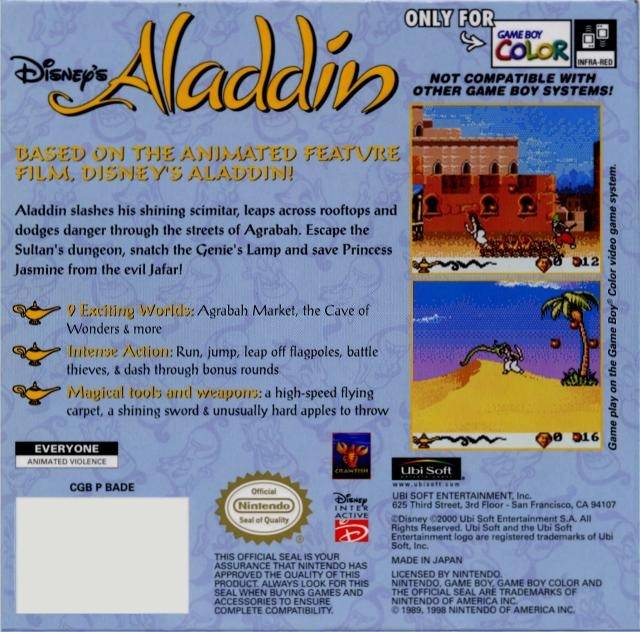 Disney's Aladdin
ONLY FOR
GAME BOY
COLOR
INFRA-RED
NOT COMPATIBLE WITH
OTHER GAME BOY SYSTEMS!
BASED ON THE ANIMATED FEATURE
FILM, DISNEY'S ALADDIN!
Aladdin slashes his shining scimitar, leaps across rooftops and
dodges danger through the streets of Agrabah. Escape the
Sultan's dungeon, snatch the Genie's Lamp and save Princess
Jasmine from the evil Jafar!
9 Exciting Worlds: Agrabah Market, the Cave of
Wonders & more
Intense Action: Run, jump, leap off flagpoles, battle
thieves, & dash through bonus rounds
Magical tools and weapons: a high-speed flying
carpet, a shining sword & unusually hard apples to throw
0 12
0 16
Game play on the Game Boy® Color video game system.
EVERYONE
ANIMATED VIOLENCE
CGB P BADE
Official
Nintendo
Seal of Quality
THIS OFFICIAL SEAL IS YOUR
ASSURANCE THAT NINTENDO HAS
APPROVED THE QUALITY OF THIS
PRODUCT. ALWAYS LOOK FOR THIS
SEAL WHEN BUYING GAMES AND
ACCESSORIES TO ENSURE
COMPLETE COMPATIBILITY.
CRAWFISH
Disney
INTER
ACTIVE
Ubi Soft
ENTERTAINMENT
www.ubisoft.com
UBI SOFT ENTERTAINMENT, Inc.
625 Third Street, 3rd Floor - San Francisco, CA 94107
©Disney ©2000 Ubi Soft Entertainment S.A. All
Rights Reserved. Ubi Soft and the Ubi Soft
Entertainment logo are registered trademarks of Ubi
Soft, Inc.
MADE IN JAPAN
LICENSED BY NINTENDO.
NINTENDO, GAME BOY, GAME BOY COLOR AND
THE OFFICIAL SEAL ARE TRADEMARKS OF
NINTENDO OF AMERICA INC.
© 1989, 1998 NINTENDO OF AMERICA INC.